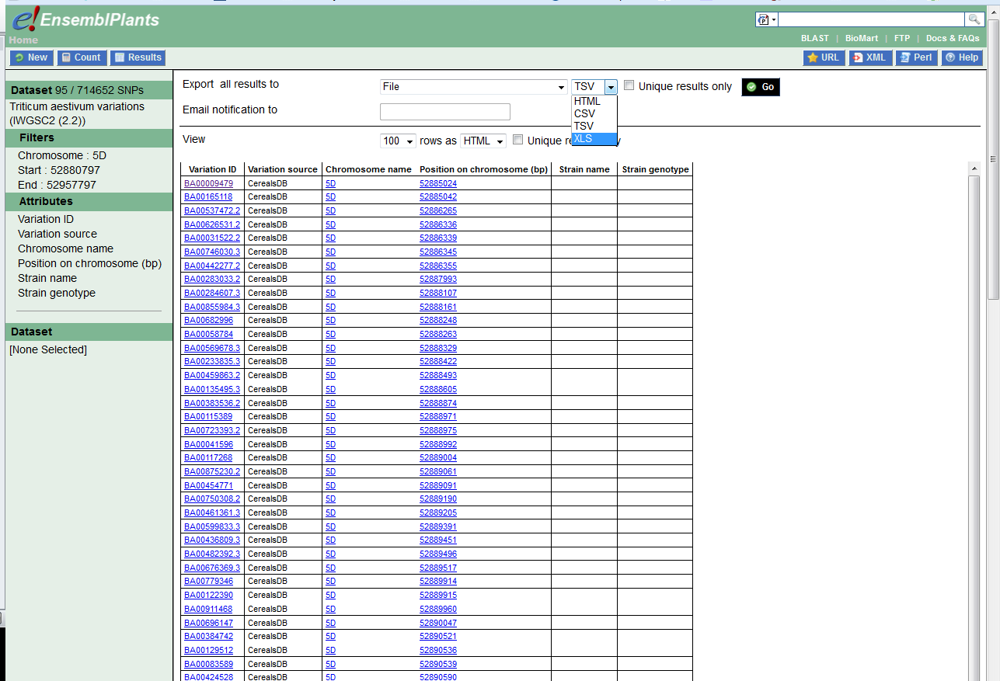 e! EnsemblPlants
Home
BLAST | BioMart | FTP | Docs & FAQs
New Count Results URL XML Perl Help
Dataset 95 / 714652 SNPs
Triticum aestivum variations
(IWGSC2 (2.2))
Filters
Chromosome : 5D
Start : 52880797
End : 52957797
Attributes
Variation ID
Variation source
Chromosome name
Position on chromosome (bp)
Strain name
Strain genotype
Dataset
[None Selected]
Export all results to File TSV Unique results only Go
HTML
CSV
TSV
XLS
Email notification to
View 100 rows as HTML Unique
Variation ID Variation source Chromosome name Position on chromosome (bp) Strain name Strain genotype
BA00009479 CerealsDB 5D 52885024
BA00165118 CerealsDB 5D 52885042
BA00537472.2 CerealsDB 5D 52886265
BA00626531.2 CerealsDB 5D 52886336
BA00031522.2 CerealsDB 5D 52886339
BA00746030.3 CerealsDB 5D 52886345
BA00442277.2 CerealsDB 5D 52886355
BA00283033.2 CerealsDB 5D 52887993
BA00284607.3 CerealsDB 5D 52888107
BA00855984.3 CerealsDB 5D 52888161
BA00682996 CerealsDB 5D 52888248
BA00058784 CerealsDB 5D 52888263
BA00569678.3 CerealsDB 5D 52888329
BA00233835.3 CerealsDB 5D 52888422
BA00459863.2 CerealsDB 5D 52888493
BA00135495.3 CerealsDB 5D 52888605
BA00383536.2 CerealsDB 5D 52888874
BA00115389 CerealsDB 5D 52888971
BA00723393.2 CerealsDB 5D 52888975
BA00041596 CerealsDB 5D 52888992
BA00117268 CerealsDB 5D 52889004
BA00875230.2 CerealsDB 5D 52889061
BA00454771 CerealsDB 5D 52889091
BA00750308.2 CerealsDB 5D 52889190
BA00461361.3 CerealsDB 5D 52889205
BA00599833.3 CerealsDB 5D 52889391
BA00436809.3 CerealsDB 5D 52889451
BA00482392.3 CerealsDB 5D 52889496
BA00676369.3 CerealsDB 5D 52889517
BA00779346 CerealsDB 5D 52889914
BA00122390 CerealsDB 5D 52889915
BA00911468 CerealsDB 5D 52889960
BA00696147 CerealsDB 5D 52890047
BA00384742 CerealsDB 5D 52890521
BA00129512 CerealsDB 5D 52890536
BA00083589 CerealsDB 5D 52890539
BA00424528 CerealsDB 5D 52890590